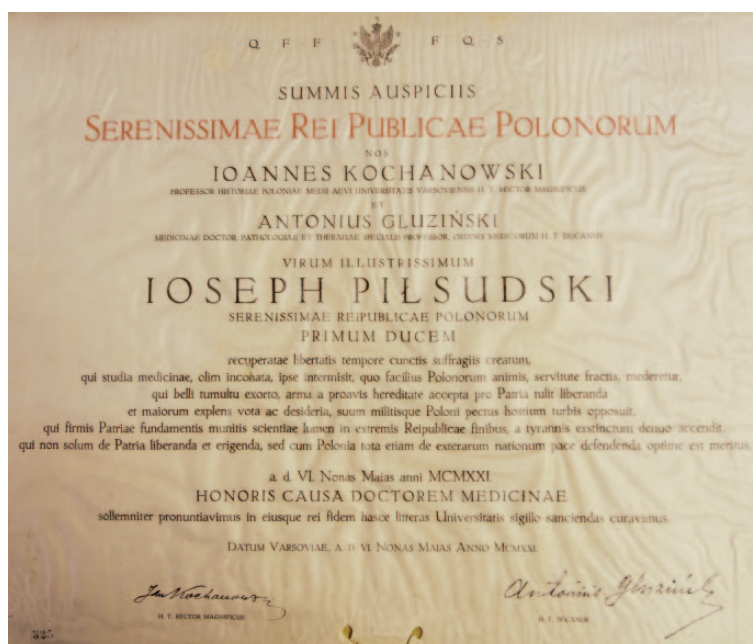 Q F F F Q S
SUMMIS AUSPICIIS
SERENISSIMAE REI PUBLICAE POLONORUM
NOS
IOANNES KOCHANOWSKI
PROFESSOR HISTORIAE POLONIAE MEDII AEVI UNIVERSITATIS VARSOVIENSIS H. T. RECTOR MAGNIFICUS
ET
ANTONIUS GLUZIŃSKI
MEDICINAE DOCTOR, PATHOLOGIAE ET THERAPIAE SPECIALIS PROFESSOR, ORDINIS MEDICORUM H. T. DECANUS
VIRUM ILLUSTRISSIMUM
IOSEPH PIŁSUDSKI
SERENISSIMAE REIPUBLICAE POLONORUM
PRIMUM DUCEM
recuperatae libertatis tempore cunctis suffragiis creatum,
qui studia medicinae, olim incohata, ipse intermisit, quo facilius Polonorum animis, servitute fractis, mederetur,
qui belli tumultu exorto, arma a proavis hereditate accepta pro Patria tulit liberanda
et maiorum explens vota ac desideria, suum militisque Poloni pectus hostium turbis opposuit,
qui firmis Patriae fundamentis munitis scientiae lumen in extremis Reipublicae finibus, a tyrannis exstinctum denuo accendit,
qui non solum de Patria liberanda et erigenda, sed cum Polonia tota etiam de exterarum nationum pace defendenda optime est meritus,
a. d. VI. Nonas Maias anni MCMXXI.
HONORIS CAUSA DOCTOREM MEDICINAE
sollemniter pronuntiavimus in eiusque rei fidem hasce litteras Universitatis sigillo sanciendas curavimus.
DATUM VARSOVIAE, A. D. VI NONAS MAIAS ANNO MCMXXI.
Jan Kochanowski Antonius Gluziński
H. T. RECTOR MAGNIFICUS. H. T. DECANUS
325